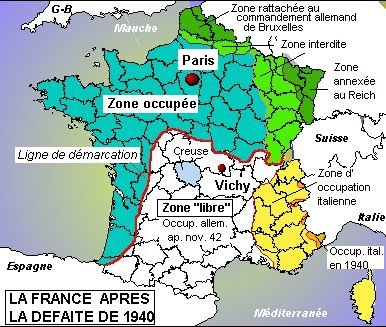 G-B
Manche
Zone rattachée au
commandement allemand
de Bruxelles
Zone interdite
Zone
annexée
au Reich
Paris
Zone occupée
Ligne de démarcation
Creuse
Vichy
Suisse
Zone d'
occupation
italienne
Zone "libre"
Occup. allem.
ap. nov. 42
Italie
Occup. ital.
en 1940
Espagne
Méditerranée
LA FRANCE APRES
LA DEFAITE DE 1940